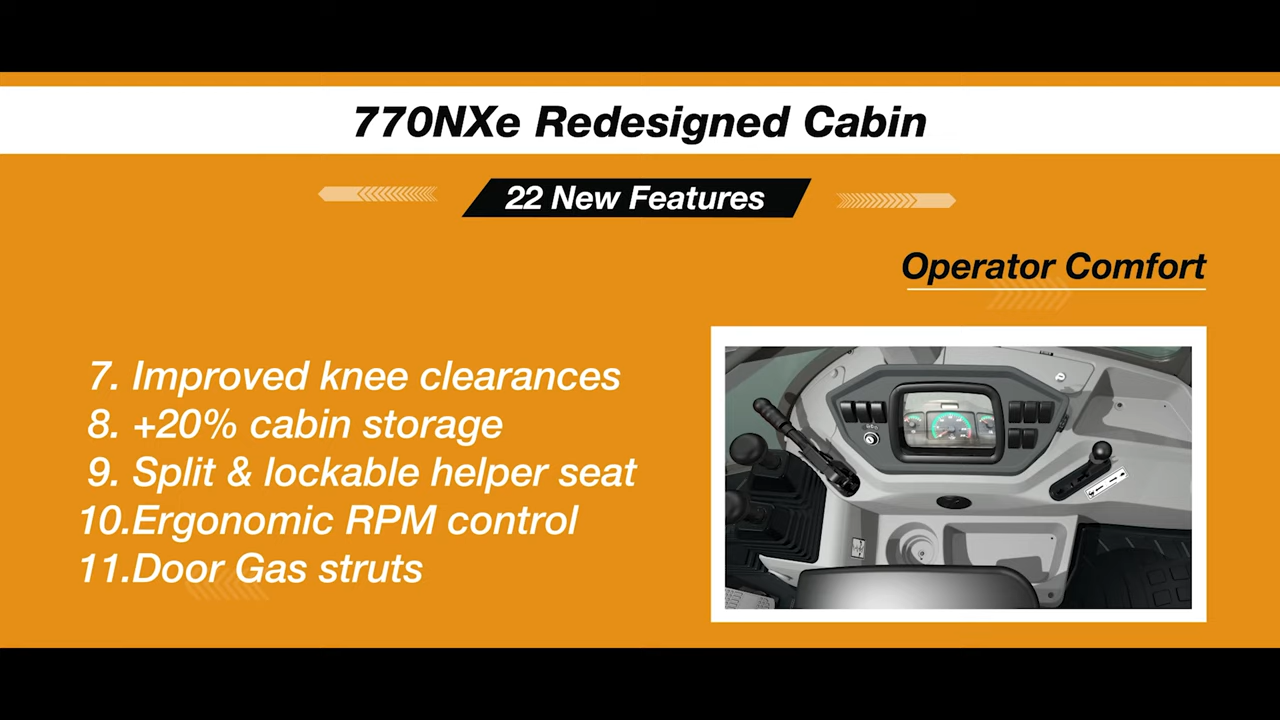 770NXe Redesigned Cabin
22 New Features
Operator Comfort
7. Improved knee clearances
8. +20% cabin storage
9. Split & lockable helper seat
10.Ergonomic RPM control
11.Door Gas struts